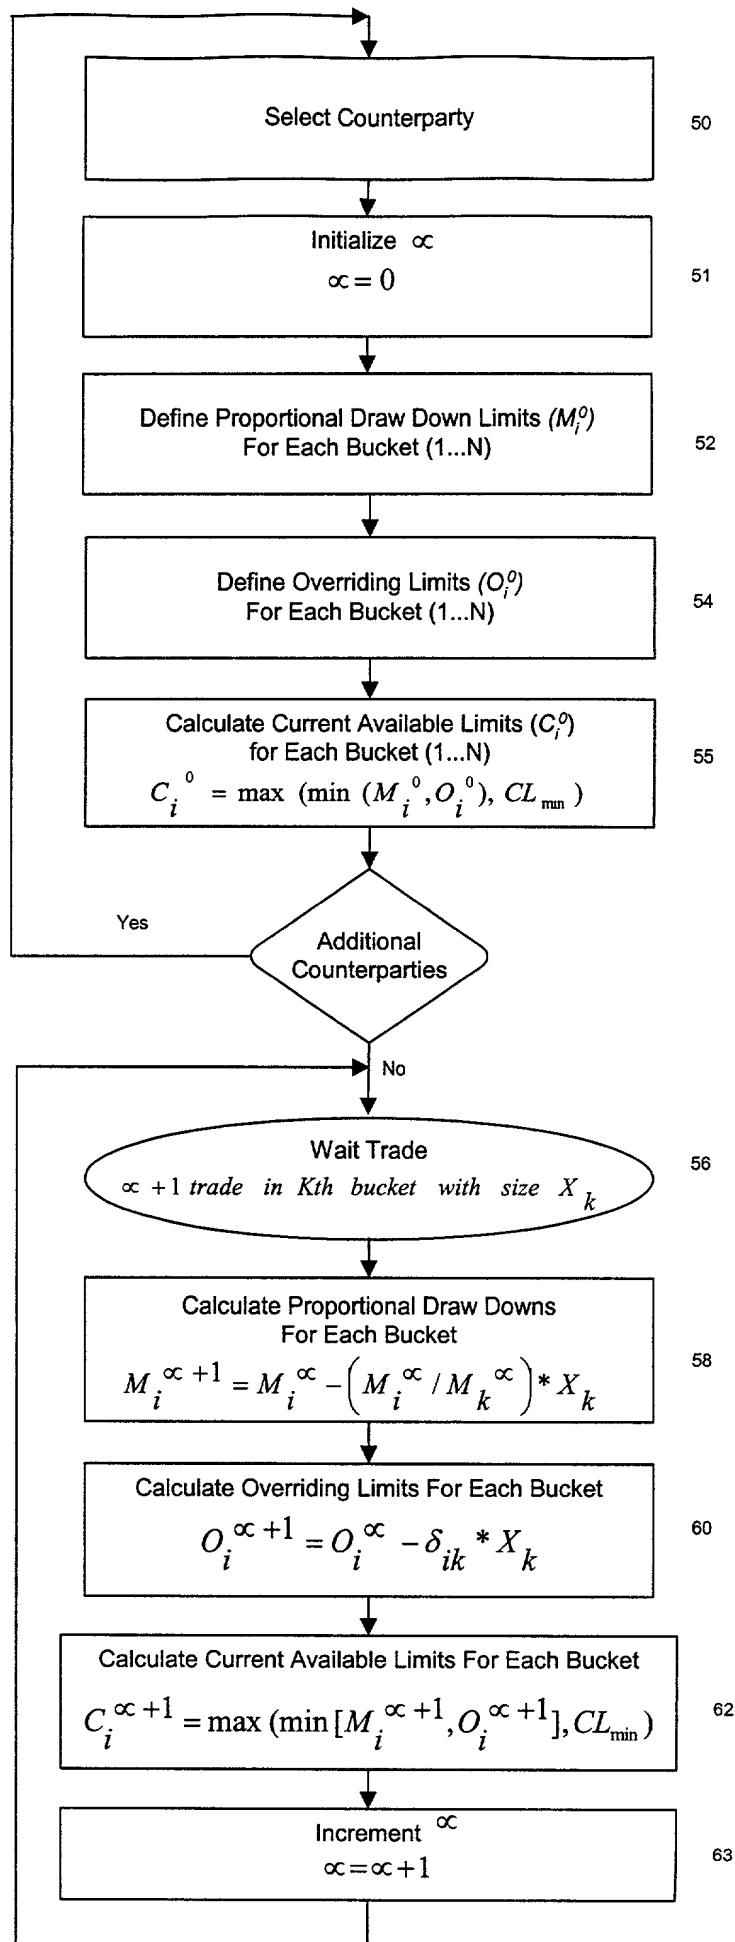 Select Counterparty
50
Initialize ∝
∝ = 0
51
Define Proportional Draw Down Limits (M_i^0)
For Each Bucket (1...N)
52
Define Overriding Limits (O_i^0)
For Each Bucket (1...N)
54
Calculate Current Available Limits (C_i^0)
for Each Bucket (1...N)
C_i^0 = max (min (M_i^0, O_i^0), CL_min)
55
Yes
Additional
Counterparties
No
Wait Trade
∝ +1 trade in Kth bucket with size X_k
56
Calculate Proportional Draw Downs
For Each Bucket
M_i^{∝+1} = M_i^∝ − (M_i^∝ / M_k^∝) * X_k
58
Calculate Overriding Limits For Each Bucket
O_i^{∝+1} = O_i^∝ − δ_{ik} * X_k
60
Calculate Current Available Limits For Each Bucket
C_i^{∝+1} = max (min [M_i^{∝+1}, O_i^{∝+1}], CL_min)
62
Increment ∝
∝ = ∝ + 1
63